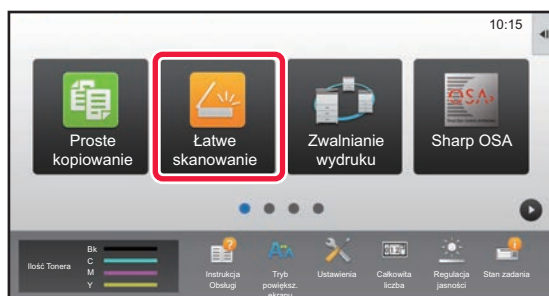 10:15
Proste
kopiowanie
Łatwe
skanowanie
Zwalnianie
wydruku
Sharp OSA
OSA
Ilość Tonera
Bk
C
M
Y
Instrukcja
Obsługi
Tryb
powiększ.
ekranu
Ustawienia
Całkowita
liczba
Regulacja
jasności
Stan zadania